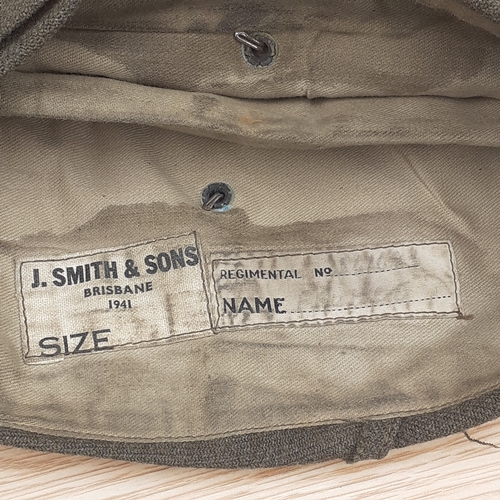 J. SMITH & SONS
BRISBANE
1941
SIZE
REGIMENTAL Nº
NAME